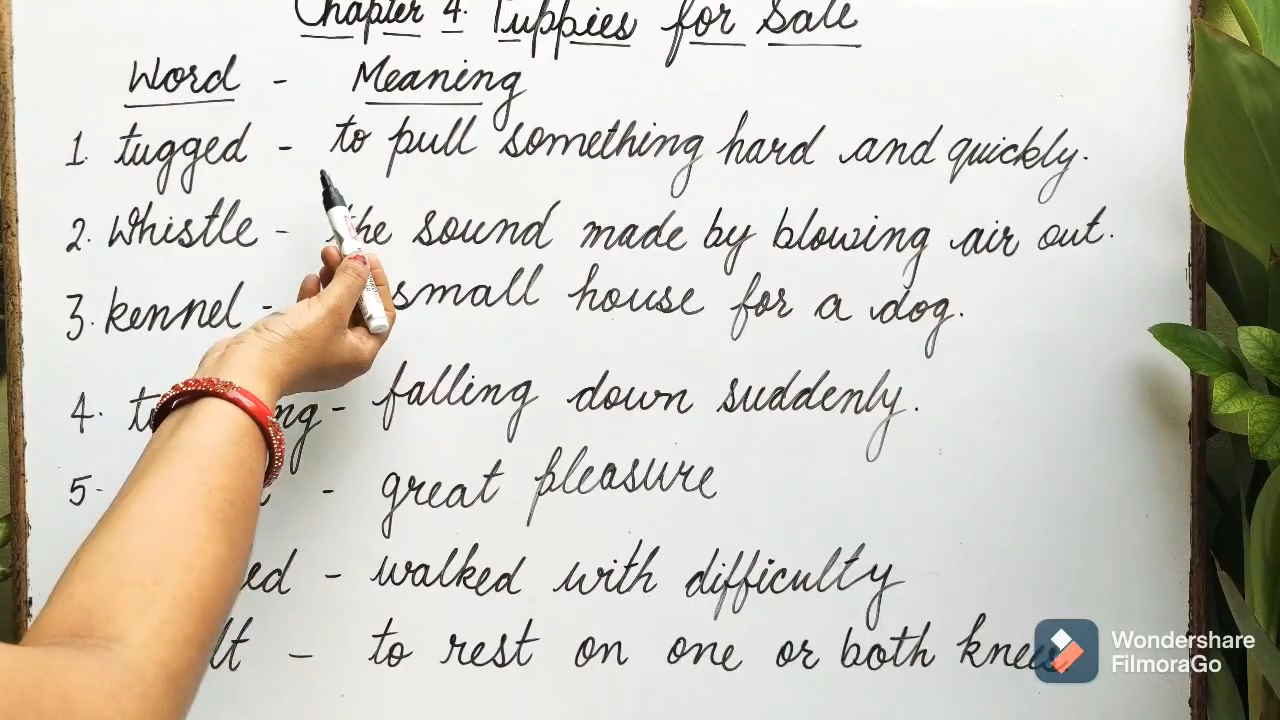 Chapter 4. Puppies for Sale
Word - Meaning
1. tugged - to pull something hard and quickly.
2. Whistle - the sound made by blowing air out.
3. kennel - small house for a dog.
4. - falling down suddenly.
5- - great pleasure
- walked with difficulty
- to rest on one or both knees
Wondershare
FilmoraGo